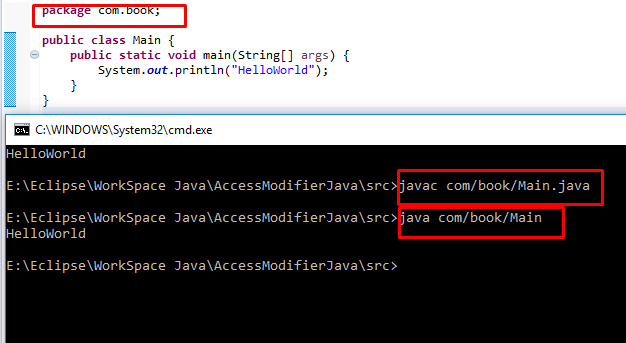 package com.book;
public class Main {
public static void main(String[] args) {
System.out.println("HelloWorld");
}
}
C:\WINDOWS\System32\cmd.exe
HelloWorld
E:\Eclipse\WorkSpace Java\AccessModifierJava\src>javac com/book/Main.java
E:\Eclipse\WorkSpace Java\AccessModifierJava\src>java com/book/Main
HelloWorld
E:\Eclipse\WorkSpace Java\AccessModifierJava\src>